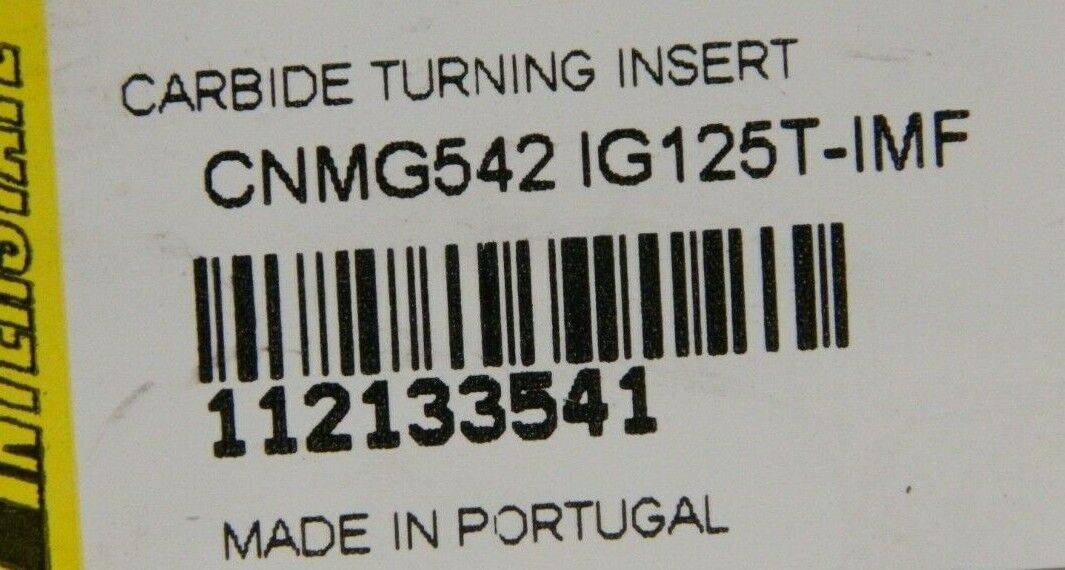 CARBIDE TURNING INSERT
CNMG542 IG125T-IMF
112133541
MADE IN PORTUGAL